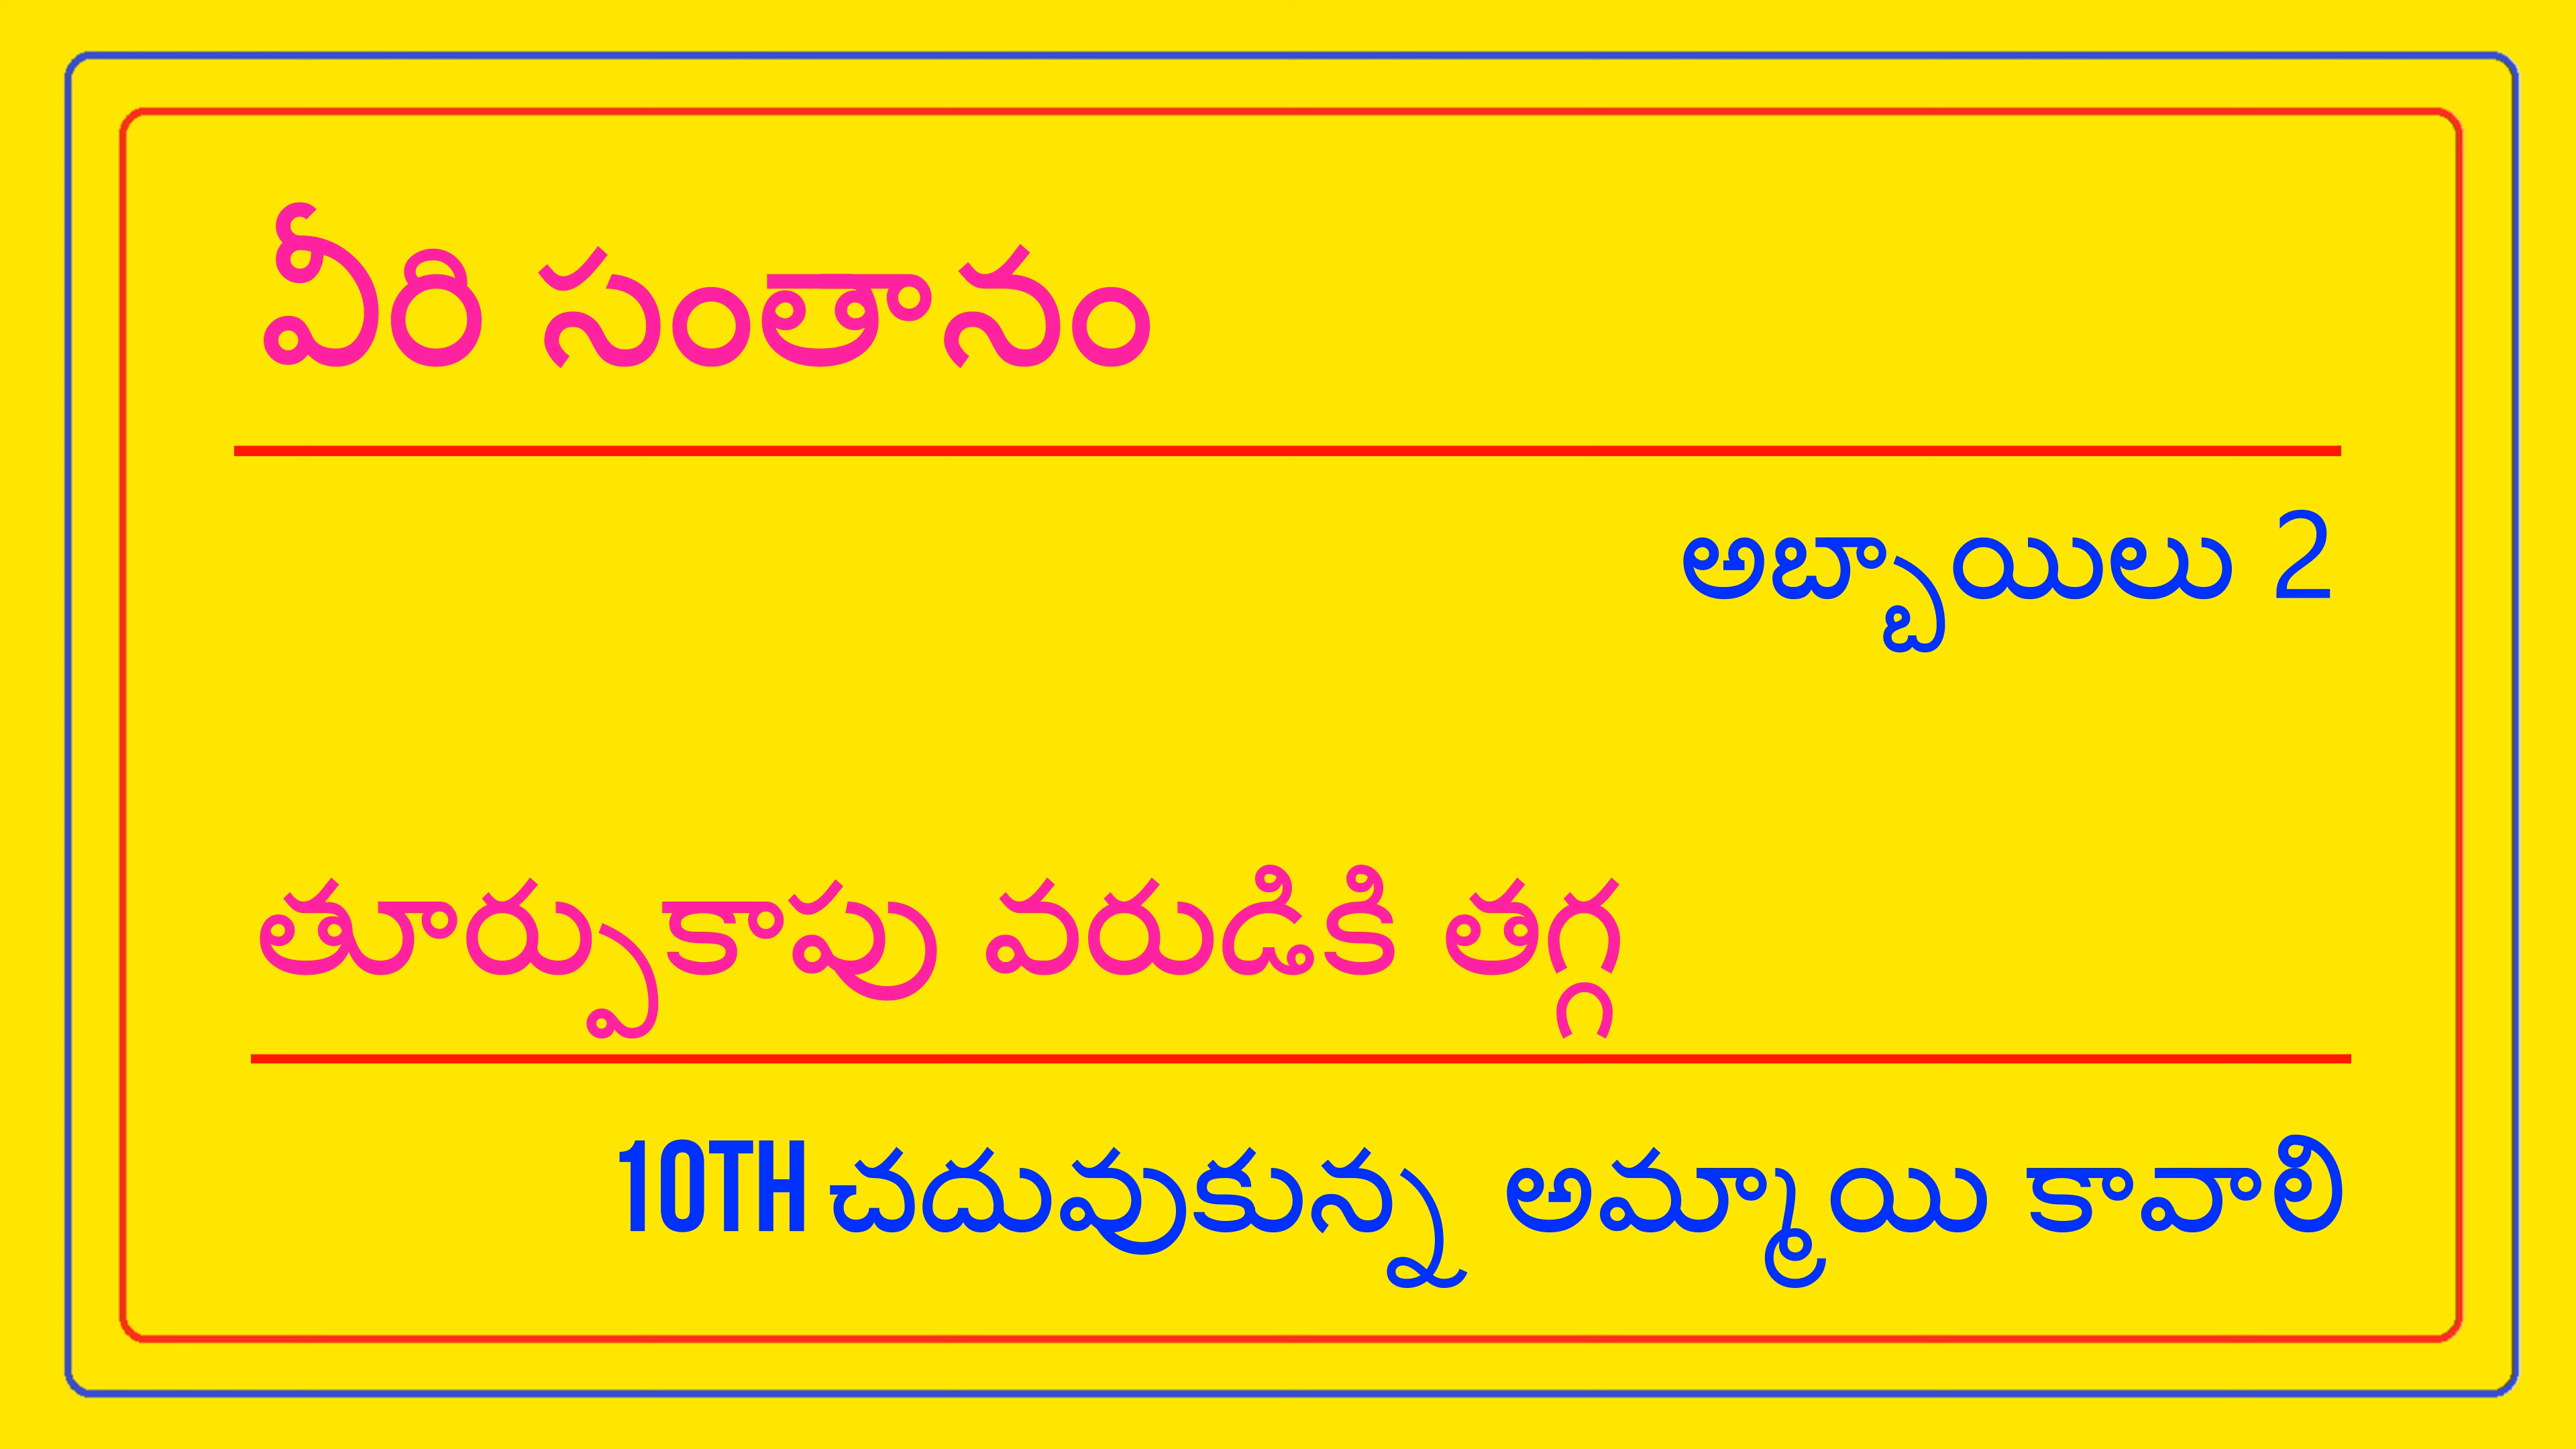 వీరి సంతానం
అబ్బాయిలు 2
తూర్పుకాపు వరుడికి తగ్గ
10TH చదువుకున్న అమ్మాయి కావాలి